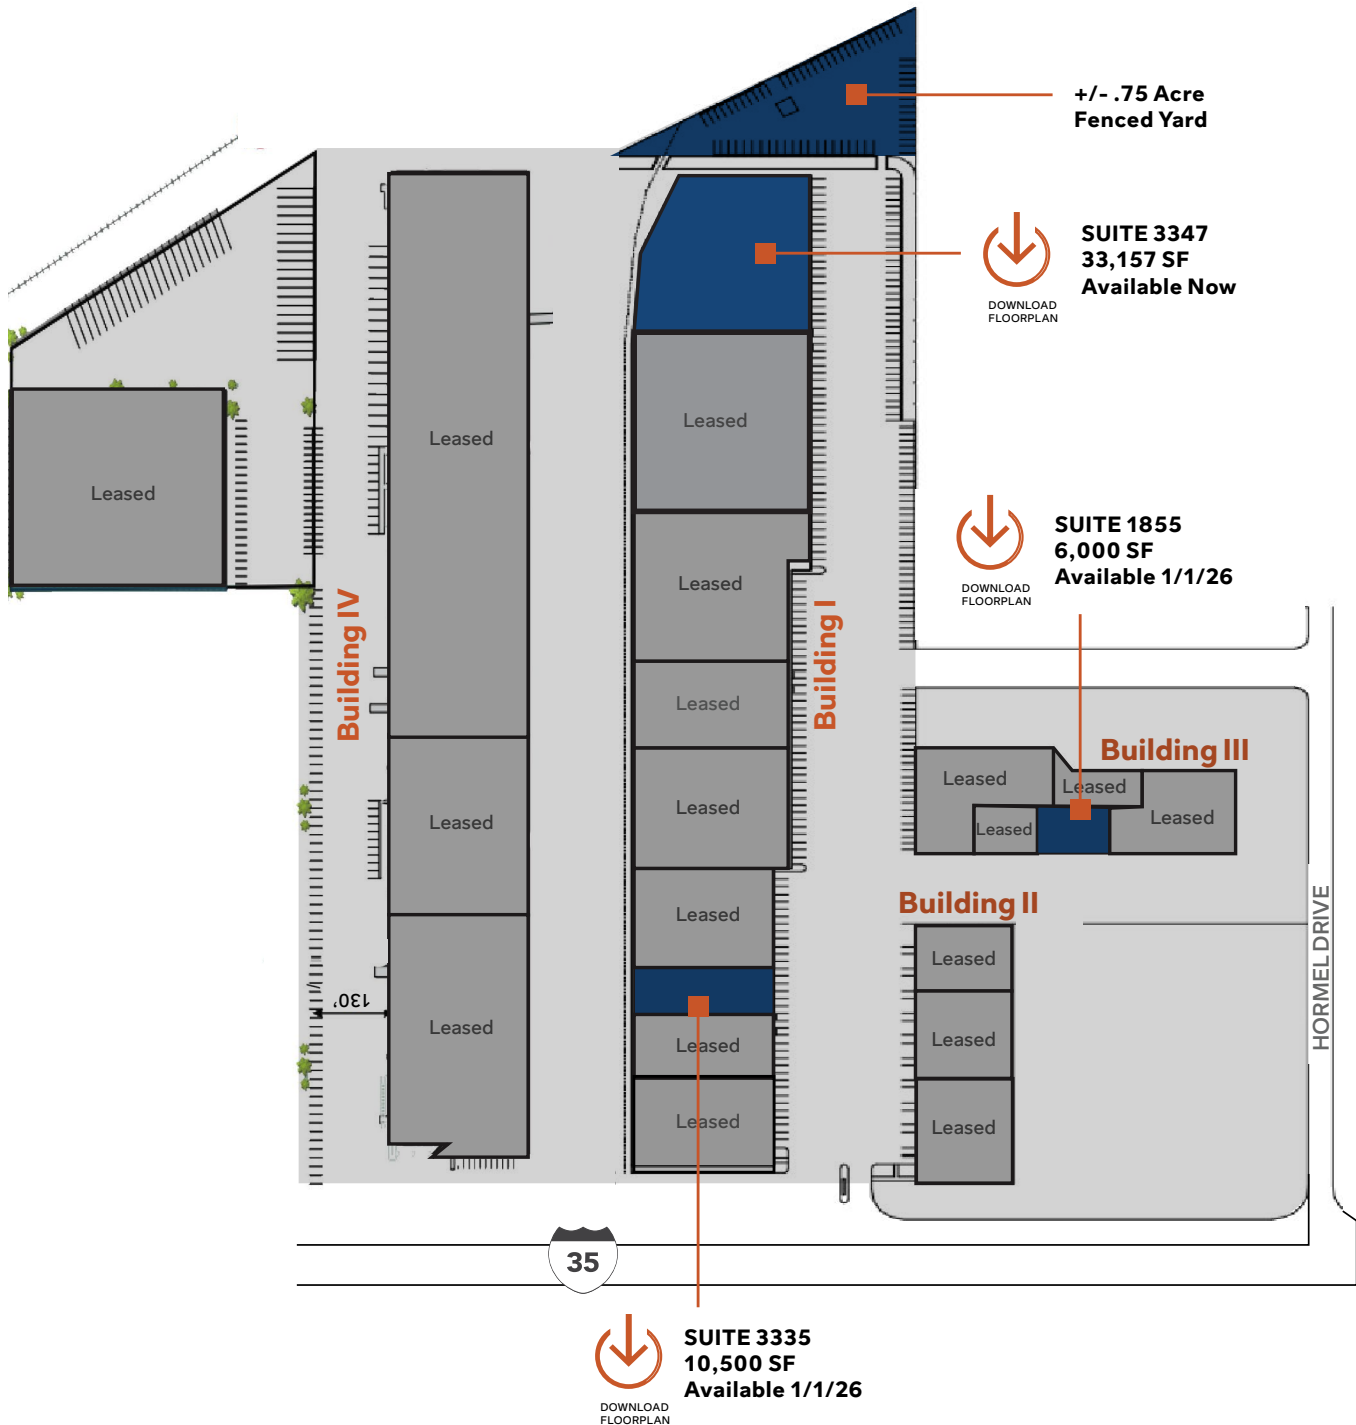 +/- .75 Acre
Fenced Yard
SUITE 3347
33,157 SF
Available Now
DOWNLOAD
FLOORPLAN
Leased
Leased
Leased
SUITE 1855
6,000 SF
Available 1/1/26
DOWNLOAD
FLOORPLAN
Leased
Building IV
Building I
Leased
Building III
Leased
Leased
Leased
Leased
Leased
Leased
Leased
Building II
Leased
Leased
130'
Leased
Leased
Leased
Leased
Leased
HORMEL DRIVE
35
SUITE 3335
10,500 SF
Available 1/1/26
DOWNLOAD
FLOORPLAN